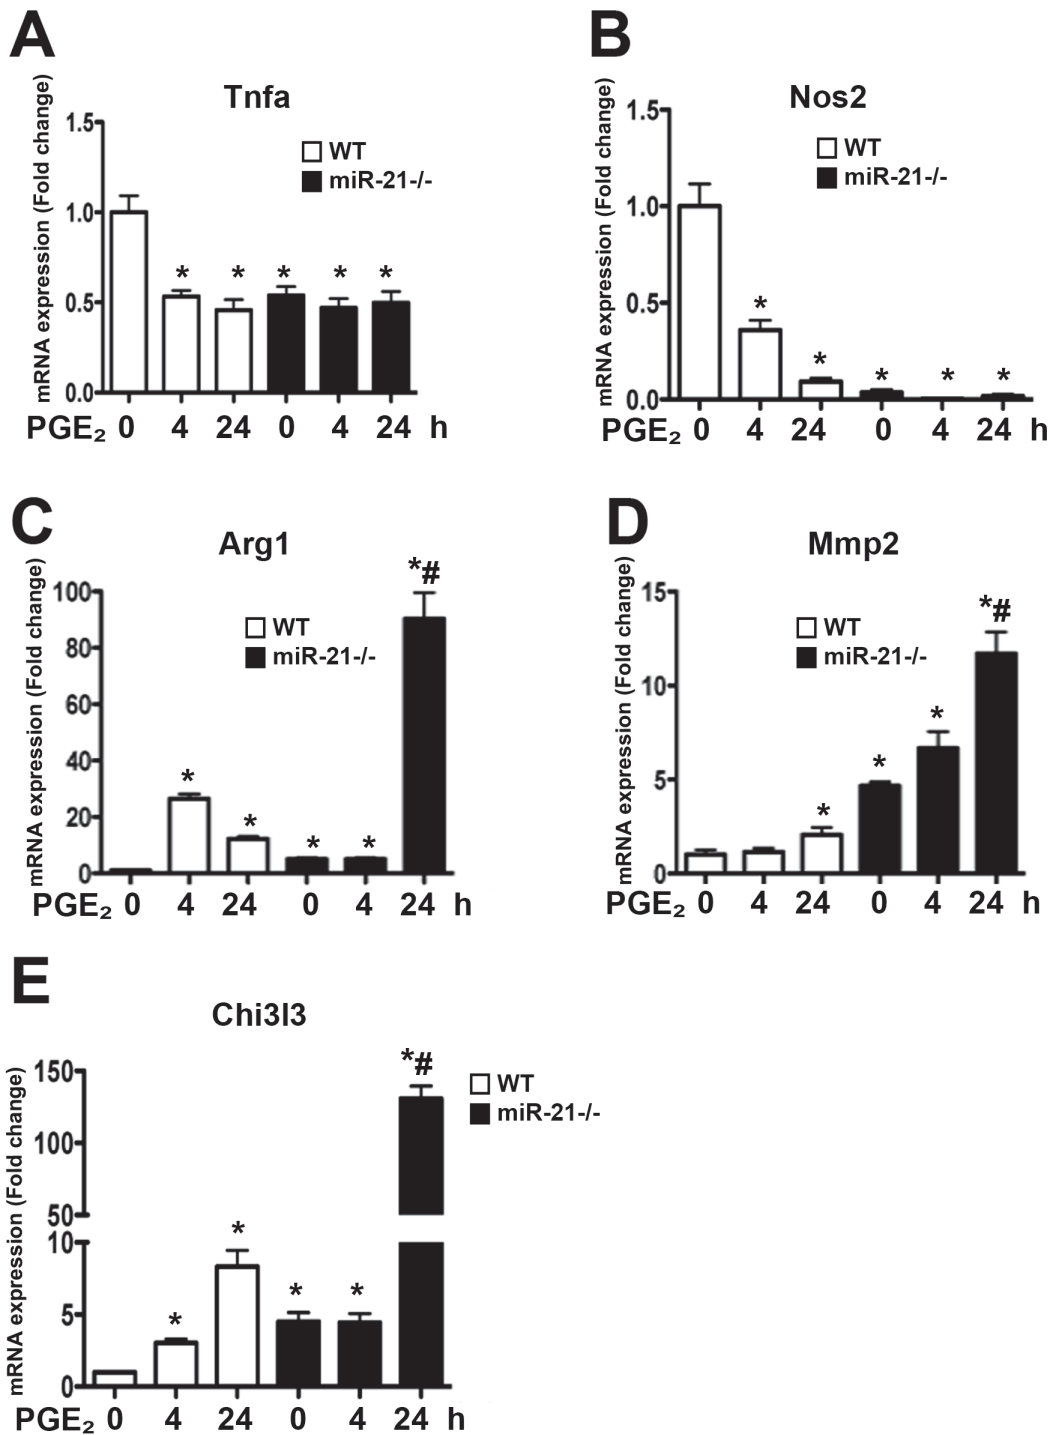 A
Tnfa
mRNA expression (Fold change)
1.5
1.0
0.5
0.0
WT
miR-21-/-
* * * * *
PGE₂ 0 4 24 0 4 24 h
B
Nos2
mRNA expression (Fold change)
1.5
1.0
0.5
0.0
WT
miR-21-/-
* * * * *
PGE₂ 0 4 24 0 4 24 h
C
Arg1
mRNA expression (Fold change)
100
80
60
40
20
0
WT
miR-21-/-
* * * * *#
PGE₂ 0 4 24 0 4 24 h
D
Mmp2
mRNA expression (Fold change)
15
10
5
0
WT
miR-21-/-
* * * *#
PGE₂ 0 4 24 0 4 24 h
E
Chi3l3
mRNA expression (Fold change)
150
100
50
10
5
0
WT
miR-21-/-
* * * * *#
PGE₂ 0 4 24 0 4 24 h